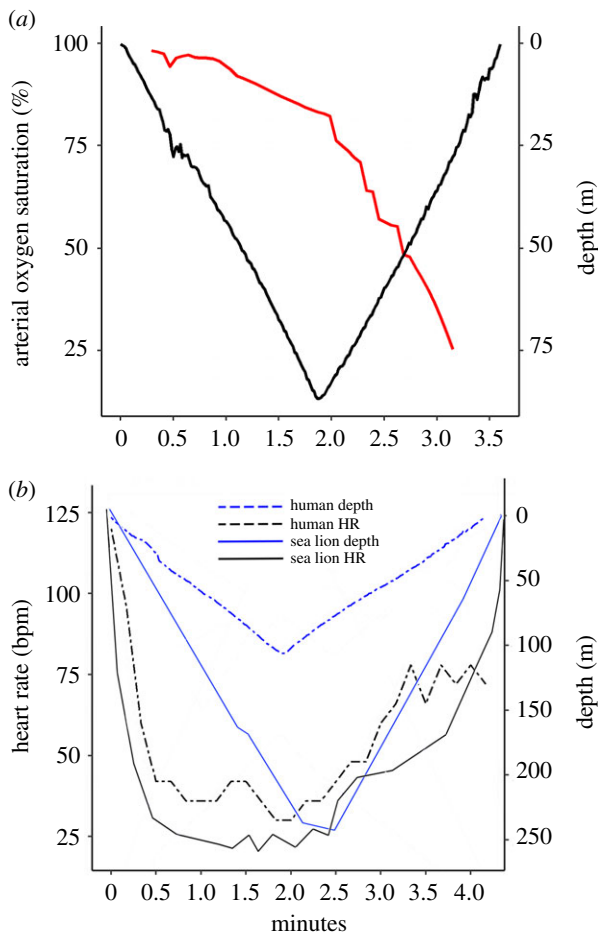 (a)
100
75
50
25
arterial oxygen saturation (%)
0
25
50
75
depth (m)
0 0.5 1.0 1.5 2.0 2.5 3.0 3.5
(b)
125
100
75
50
25
heart rate (bpm)
human depth
human HR
sea lion depth
sea lion HR
0
50
100
150
200
250
depth (m)
0 0.5 1.0 1.5 2.0 2.5 3.0 3.5 4.0
minutes